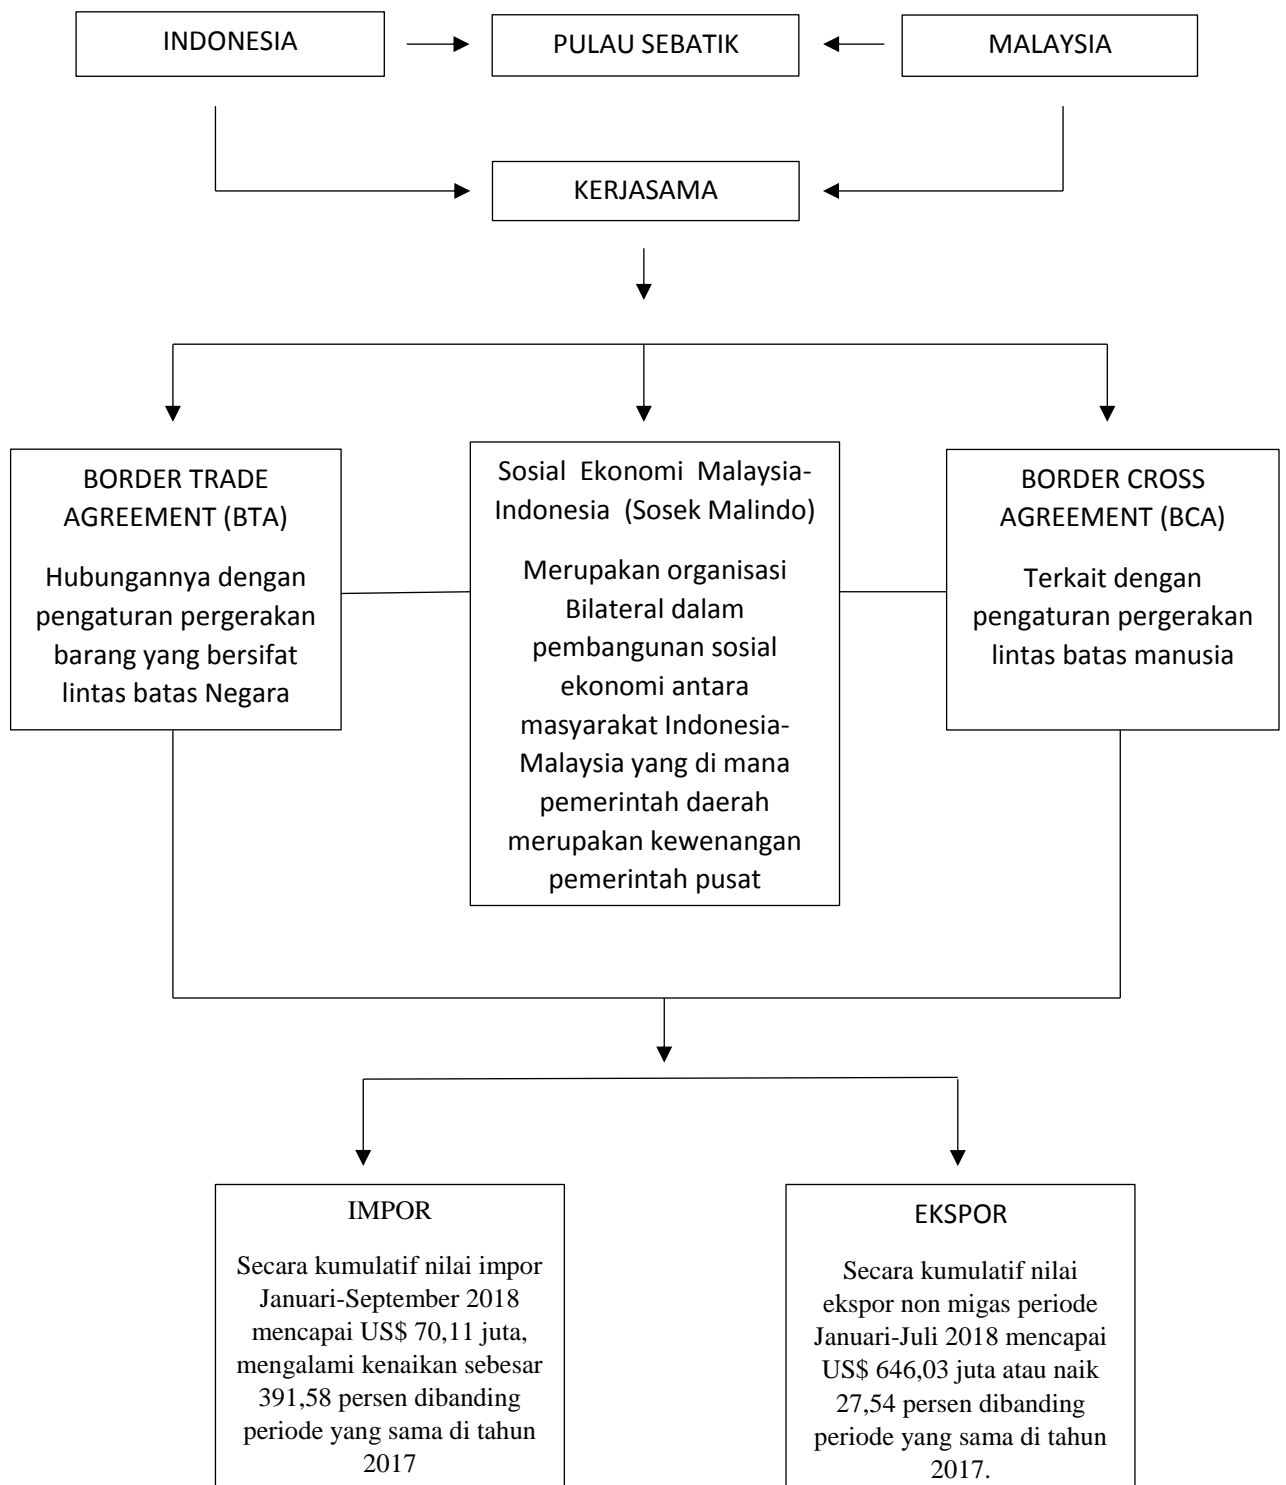 INDONESIA
PULAU SEBATIK
MALAYSIA
KERJASAMA
BORDER TRADE
AGREEMENT (BTA)
Hubungannya dengan
pengaturan pergerakan
barang yang bersifat
lintas batas Negara
Sosial Ekonomi Malaysia-
Indonesia (Sosek Malindo)
Merupakan organisasi
Bilateral dalam
pembangunan sosial
ekonomi antara
masyarakat Indonesia-
Malaysia yang di mana
pemerintah daerah
merupakan kewenangan
pemerintah pusat
BORDER CROSS
AGREEMENT (BCA)
Terkait dengan
pengaturan pergerakan
lintas batas manusia
IMPOR
Secara kumulatif nilai impor
Januari-September 2018
mencapai US$ 70,11 juta,
mengalami kenaikan sebesar
391,58 persen dibanding
periode yang sama di tahun
2017
EKSPOR
Secara kumulatif nilai
ekspor non migas periode
Januari-Juli 2018 mencapai
US$ 646,03 juta atau naik
27,54 persen dibanding
periode yang sama di tahun
2017.